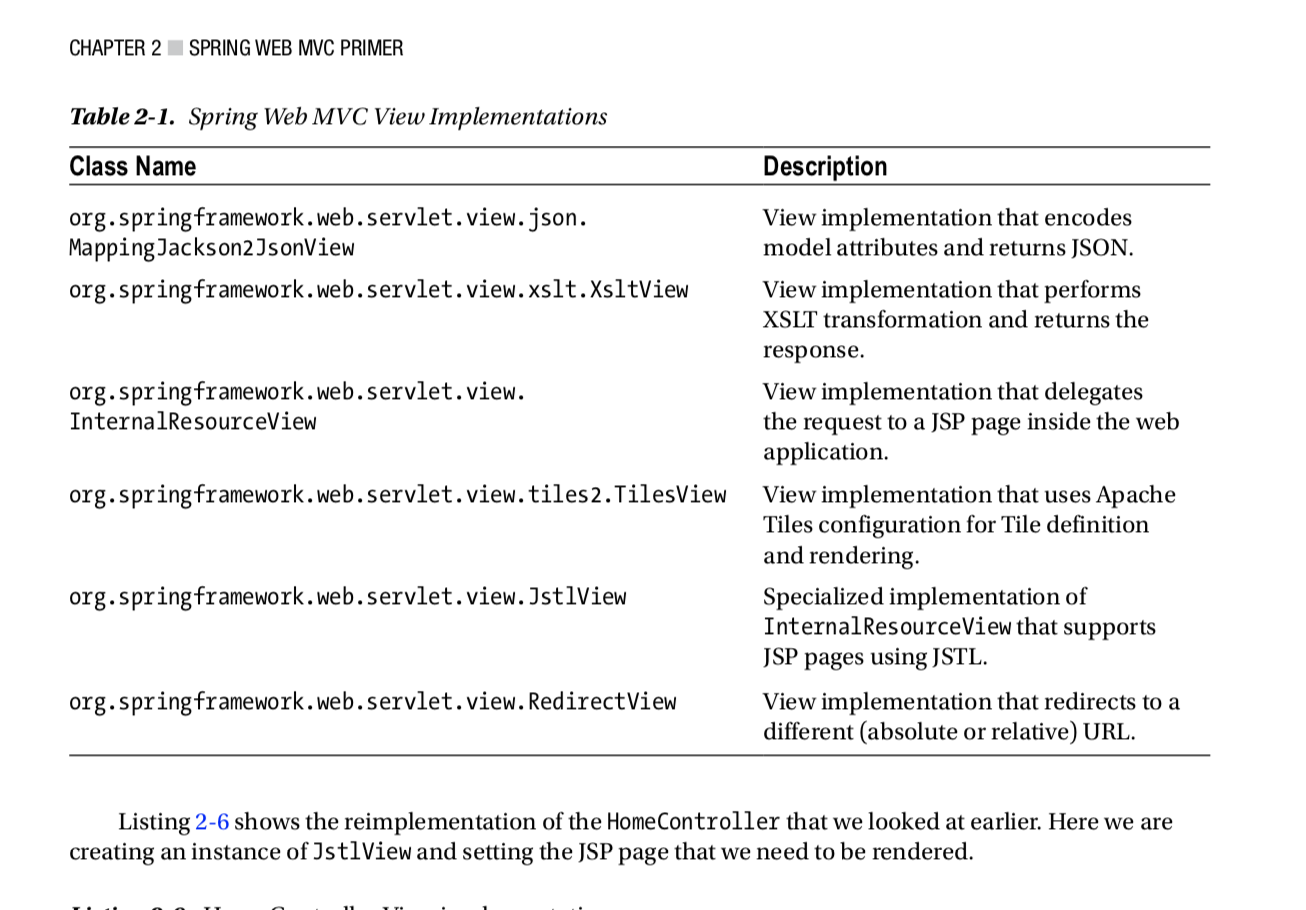 CHAPTER 2 ■ SPRING WEB MVC PRIMER
Table 2-1. Spring Web MVC View Implementations
Class Name Description
org.springframework.web.servlet.view.json. View implementation that encodes
MappingJackson2JsonView model attributes and returns JSON.
org.springframework.web.servlet.view.xslt.XsltView View implementation that performs
XSLT transformation and returns the
response.
org.springframework.web.servlet.view. View implementation that delegates
InternalResourceView the request to a JSP page inside the web
application.
org.springframework.web.servlet.view.tiles2.TilesView View implementation that uses Apache
Tiles configuration for Tile definition
and rendering.
org.springframework.web.servlet.view.JstlView Specialized implementation of
InternalResourceView that supports
JSP pages using JSTL.
org.springframework.web.servlet.view.RedirectView View implementation that redirects to a
different (absolute or relative) URL.
Listing 2-6 shows the reimplementation of the HomeController that we looked at earlier. Here we are
creating an instance of JstlView and setting the JSP page that we need to be rendered.